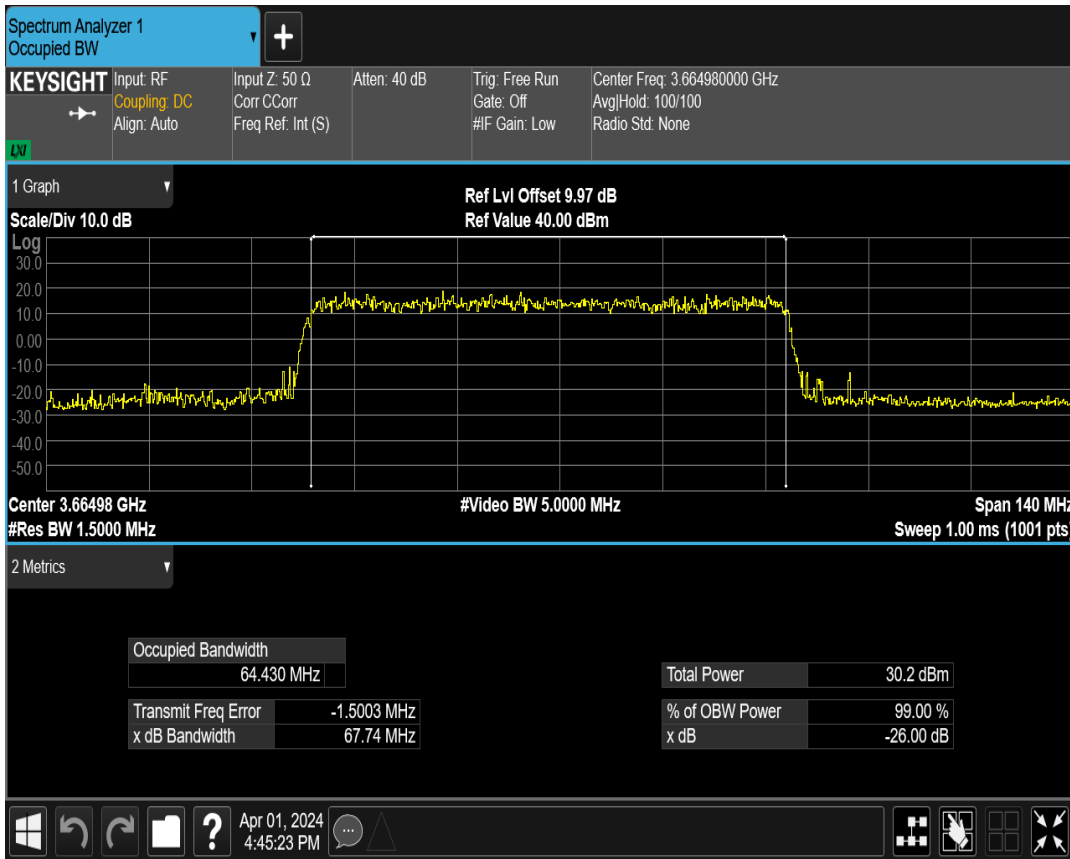 Spectrum Analyzer 1
Occupied BW
+
KEYSIGHT
LXI
Input: RF
Coupling: DC
Align: Auto
Input Z: 50 Ω
Corr CCorr
Freq Ref: Int (S)
Atten: 40 dB
Trig: Free Run
Gate: Off
#IF Gain: Low
Center Freq: 3.664980000 GHz
Avg|Hold: 100/100
Radio Std: None
1 Graph
Scale/Div 10.0 dB
Ref Lvl Offset 9.97 dB
Ref Value 40.00 dBm
Log
30.0
20.0
10.0
0.00
-10.0
-20.0
-30.0
-40.0
-50.0
Center 3.66498 GHz
#Video BW 5.0000 MHz
Span 140 MHz
#Res BW 1.5000 MHz
Sweep 1.00 ms (1001 pts)
2 Metrics
Occupied Bandwidth
64.430 MHz
Total Power 30.2 dBm
Transmit Freq Error -1.5003 MHz
% of OBW Power 99.00 %
x dB Bandwidth 67.74 MHz
x dB -26.00 dB
?
Apr 01, 2024
4:45:23 PM